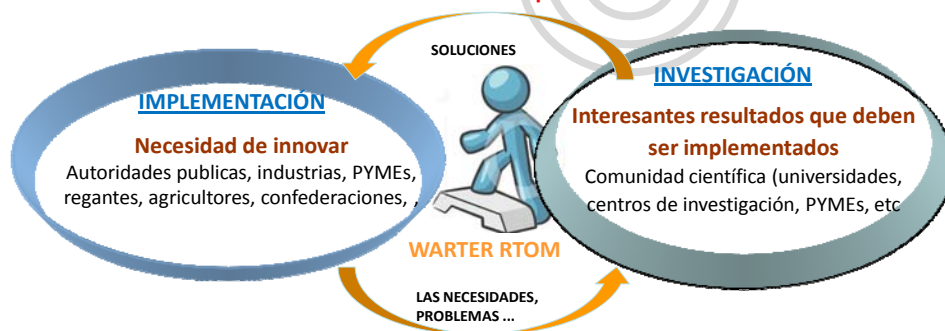 SOLUCIONES
IMPLEMENTACIÓN
Necesidad de innovar
Autoridades publicas, industrias, PYMEs,
regantes, agricultores, confederaciones, ,
INVESTIGACIÓN
Interesantes resultados que deben
ser implementados
Comunidad científica (universidades,
centros de investigación, PYMEs, etc
WARTER RTOM
LAS NECESIDADES,
PROBLEMAS ...